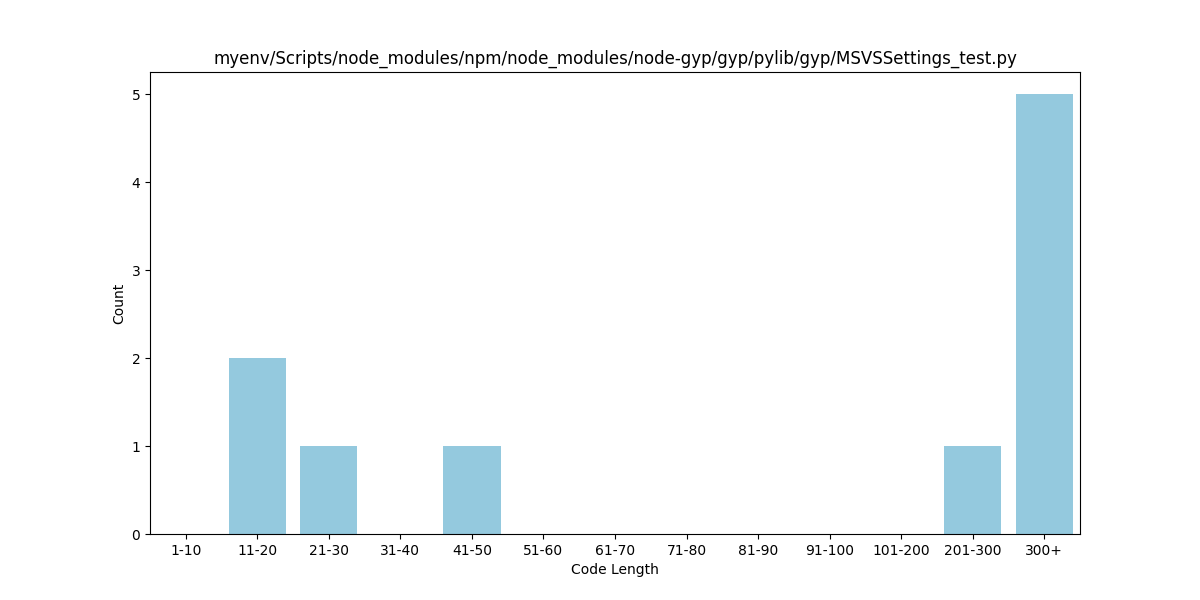 myenv/Scripts/node_modules/npm/node_modules/node-gyp/gyp/pylib/gyp/MSVSSettings_test.py
5
4
3
2
1
0
Count
1-10 11-20 21-30 31-40 41-50 51-60 61-70 71-80 81-90 91-100 101-200 201-300 300+
Code Length